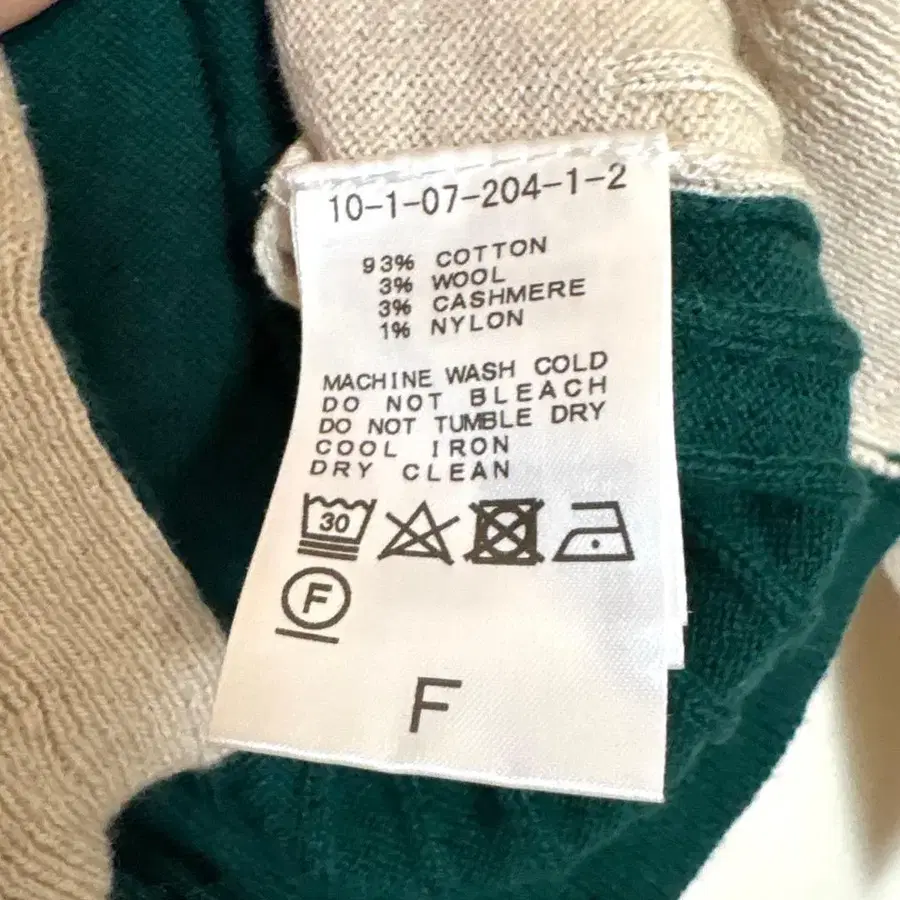 10-1-07-204-1-2
93% COTTON
3% WOOL
3% CASHMERE
1% NYLON
MACHINE WASH COLD
DO NOT BLEACH
DO NOT TUMBLE DRY
COOL IRON
DRY CLEAN
30
F
F